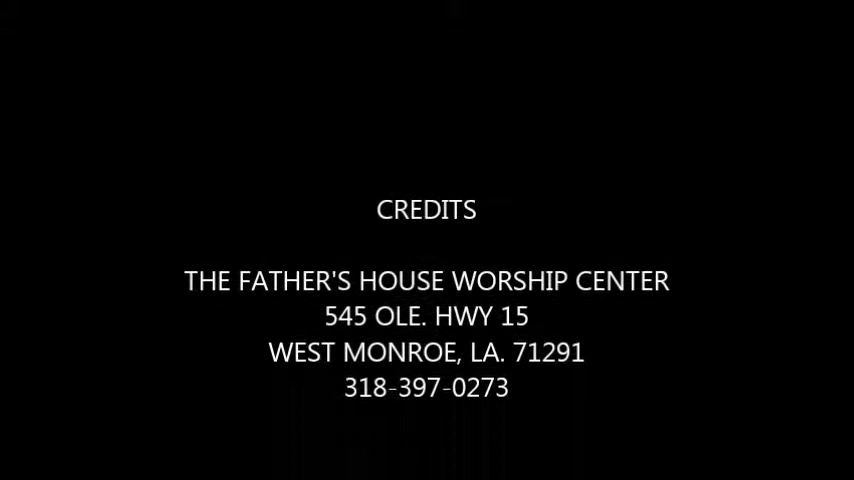 CREDITS
THE FATHER'S HOUSE WORSHIP CENTER
545 OLE. HWY 15
WEST MONROE, LA. 71291
318-397-0273